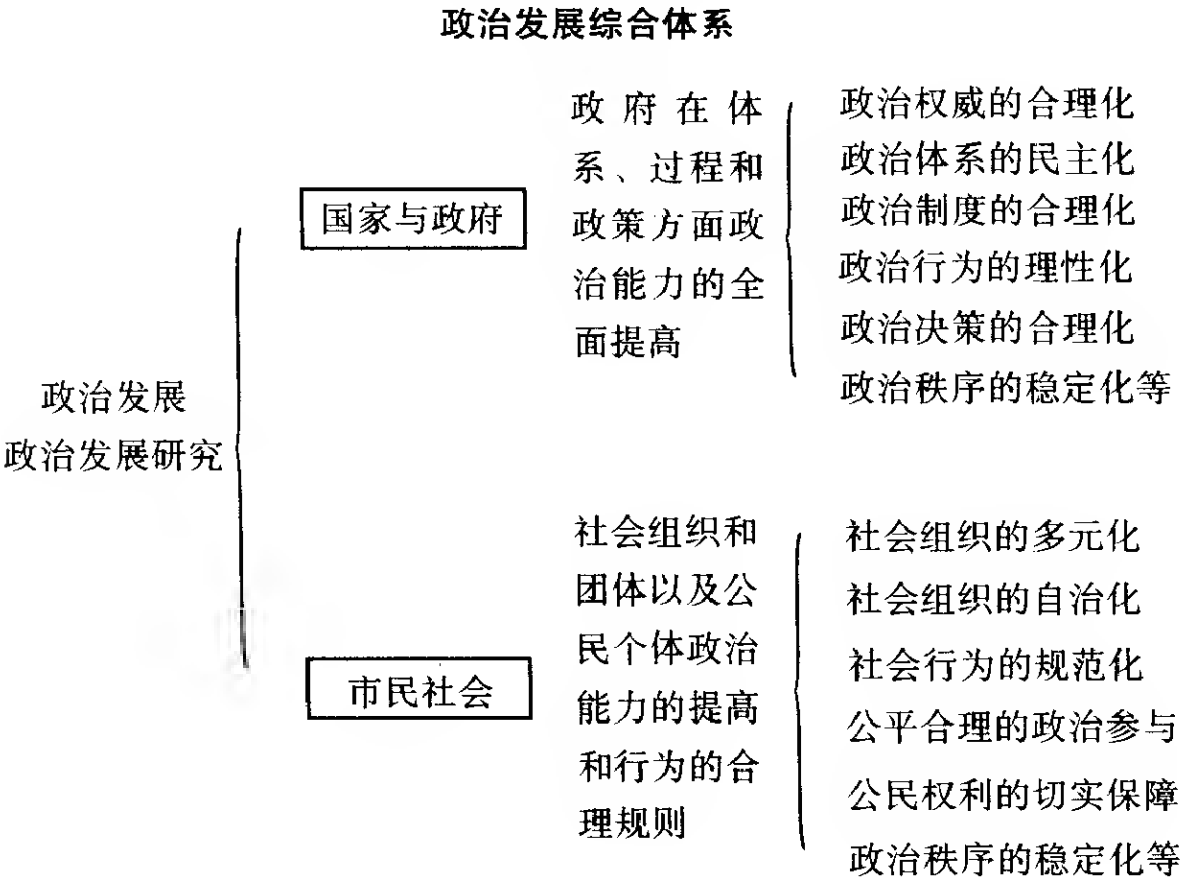 政治发展综合体系
政治发展
政治发展研究
国家与政府
政府在体
系、过程和
政策方面政
治能力的全
面提高
政治权威的合理化
政治体系的民主化
政治制度的合理化
政治行为的理性化
政治决策的合理化
政治秩序的稳定化等
市民社会
社会组织和
团体以及公
民个体政治
能力的提高
和行为的合
理规则
社会组织的多元化
社会组织的自治化
社会行为的规范化
公平合理的政治参与
公民权利的切实保障
政治秩序的稳定化等